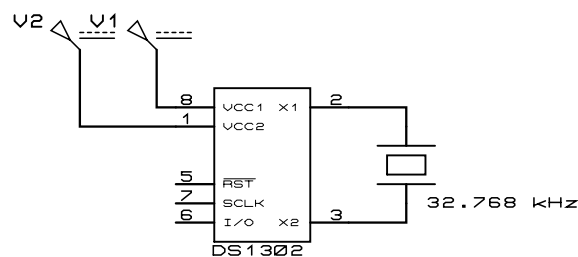 V2 V1
8 VCC1 X1 2
1 VCC2
5 RST
7 SCLK
6 I/O X2 3
32.768 kHz
DS1302